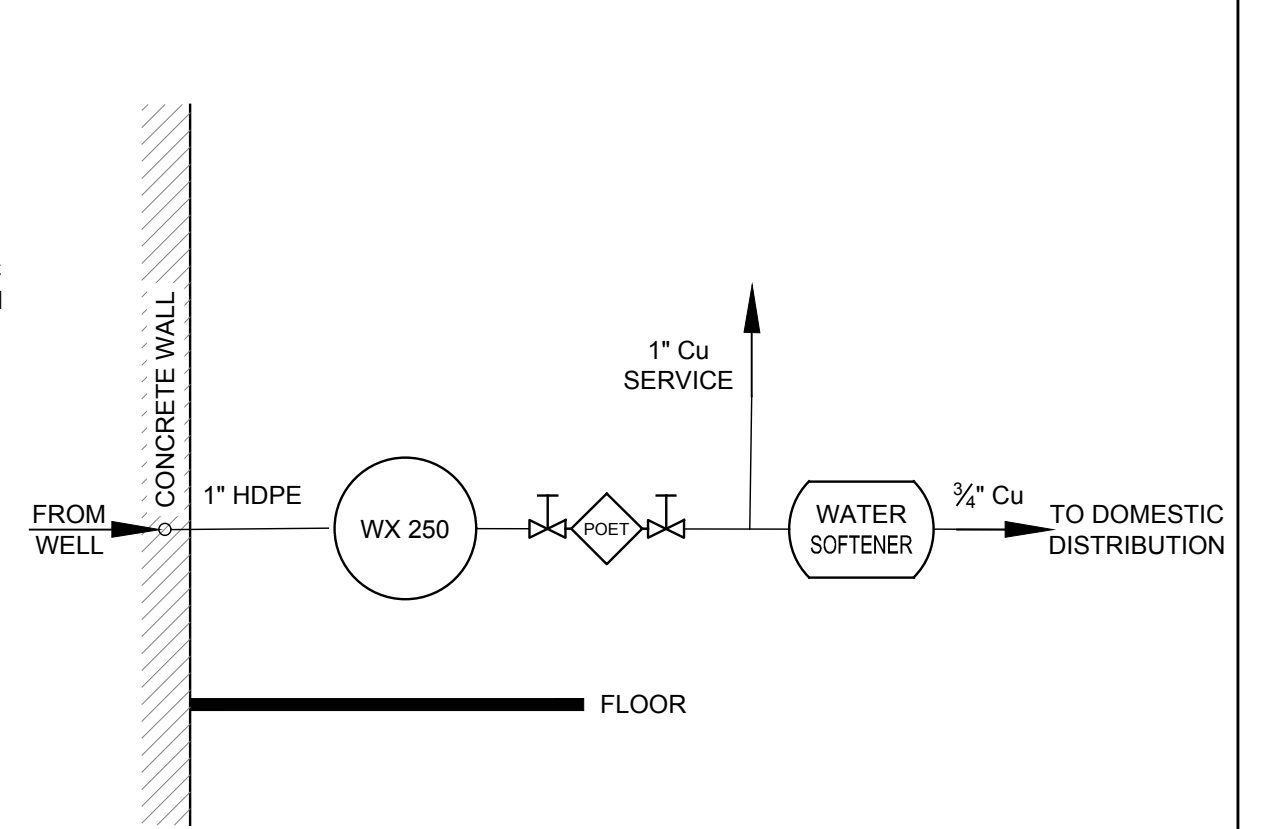 1" Cu
SERVICE
CONCRETE WALL
1" HDPE
FROM
WELL
WX 250
POET
WATER
SOFTENER
¾" Cu
TO DOMESTIC
DISTRIBUTION
FLOOR